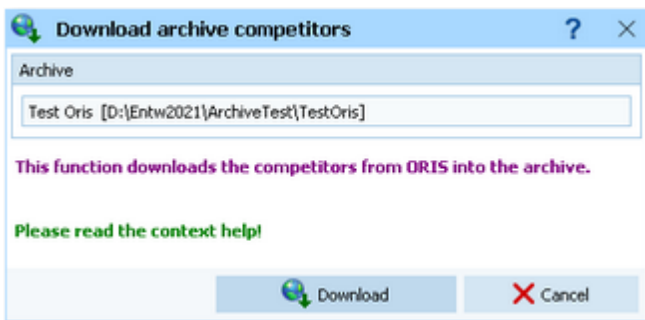 Download archive competitors ?
Archive
Test Oris [D:\Entw2021\ArchiveTest\TestOris]
This function downloads the competitors from ORIS into the archive.
Please read the context help!
Download Cancel